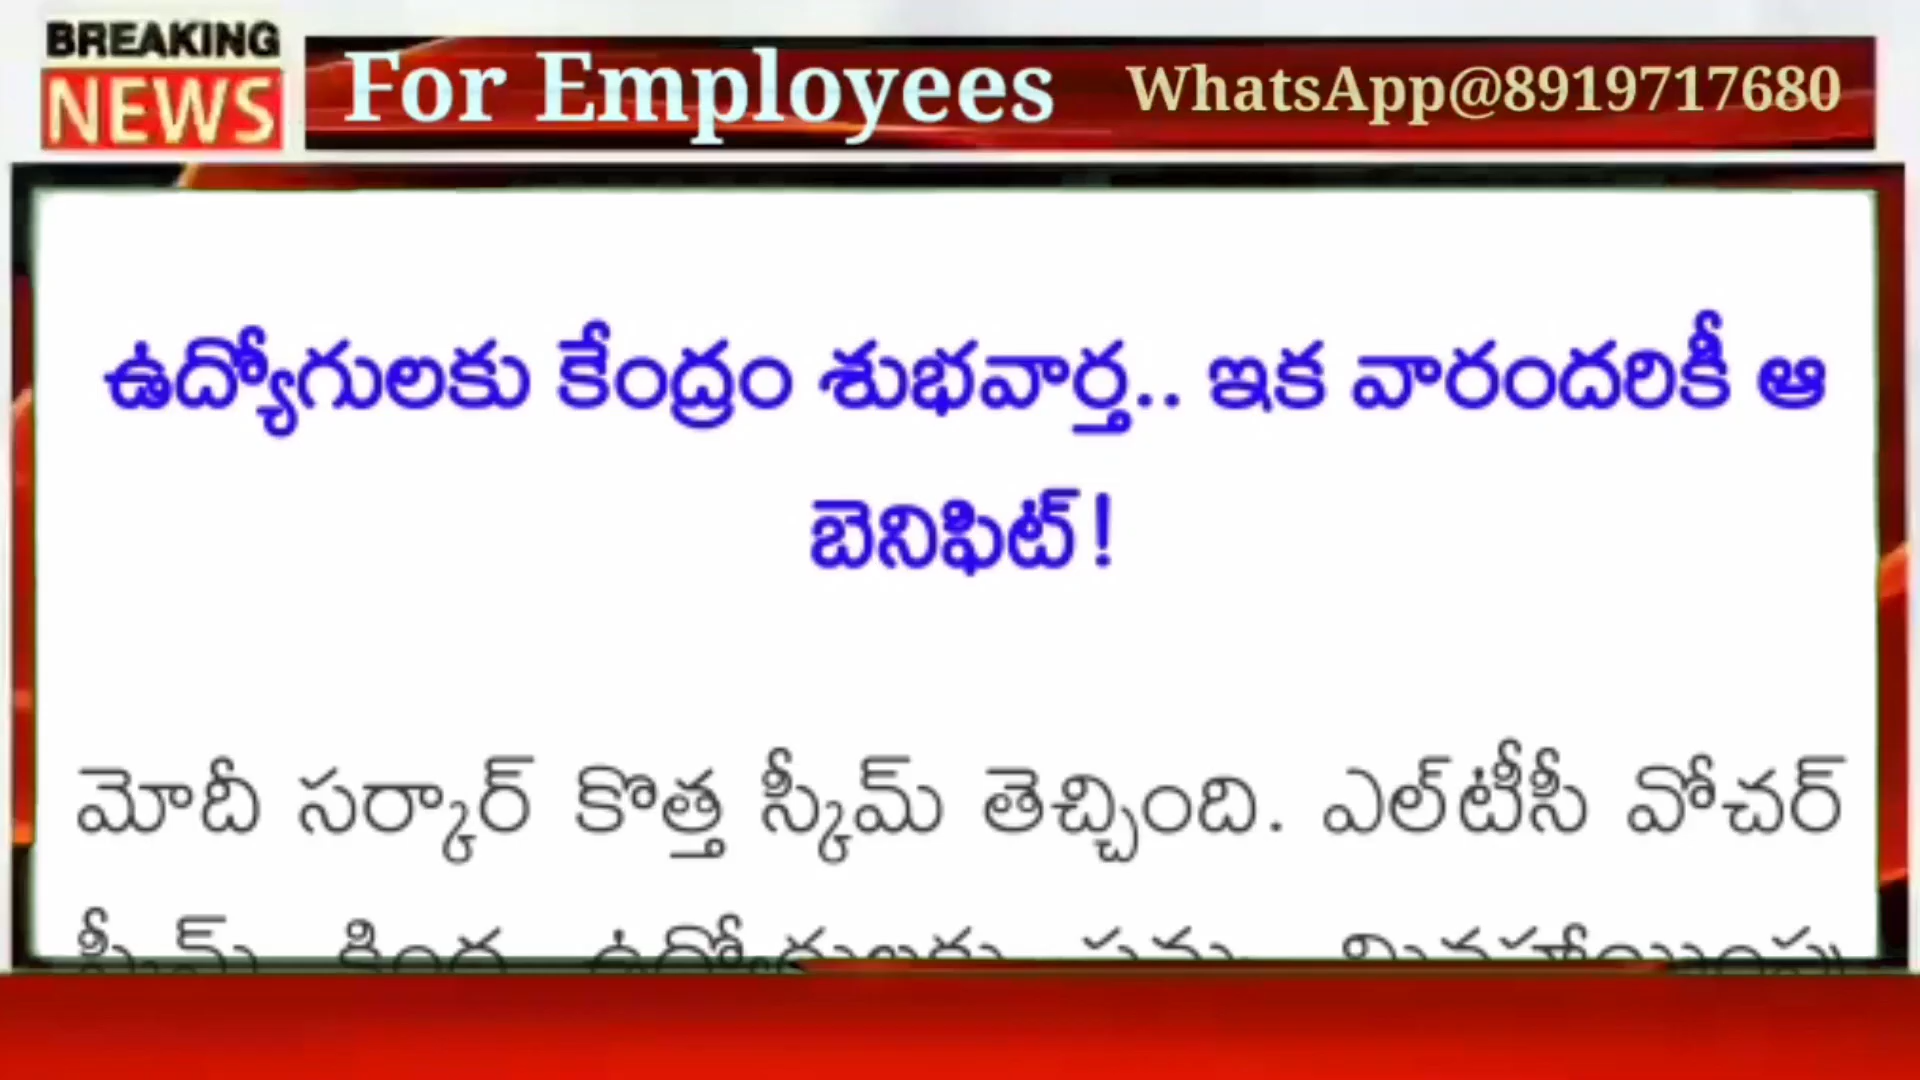 BREAKING
NEWS
For Employees WhatsApp@8919717680
ఉద్యోగులకు కేంద్రం శుభవార్త.. ఇక వారందరికీ ఆ
బెనిఫిట్!
మోదీ సర్కార్ కొత్త స్కీమ్ తెచ్చింది. ఎల్‌టీసీ వోచర్